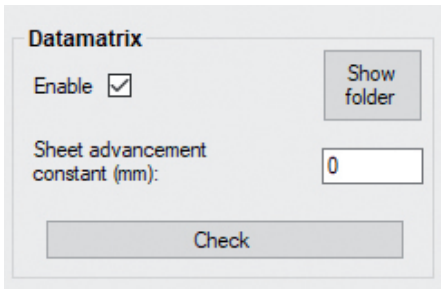 Datamatrix
Enable
Show
folder
Sheet advancement
constant (mm):
0
Check